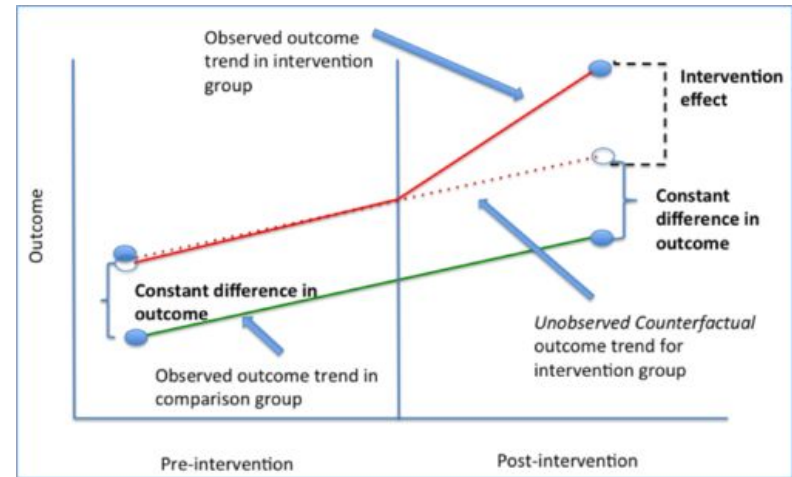 Observed outcome
trend in intervention
group
Intervention
effect
Outcome
Constant
difference in
outcome
Constant difference in
outcome
Unobserved Counterfactual
outcome trend for
intervention group
Observed outcome trend in
comparison group
Pre-intervention
Post-intervention